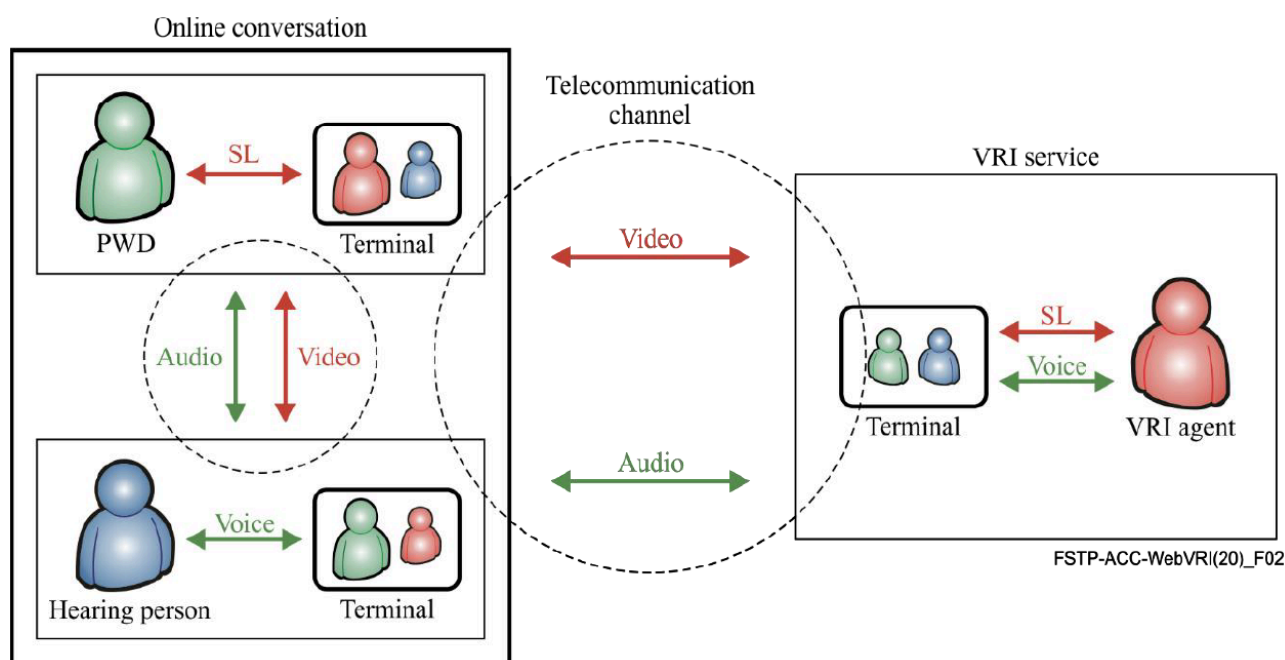 Online conversation
SL
PWD
Terminal
Audio
Video
Voice
Hearing person
Terminal
Telecommunication
channel
Video
Audio
VRI service
SL
Voice
Terminal
VRI agent
FSTP-ACC-WebVRI(20)_F02